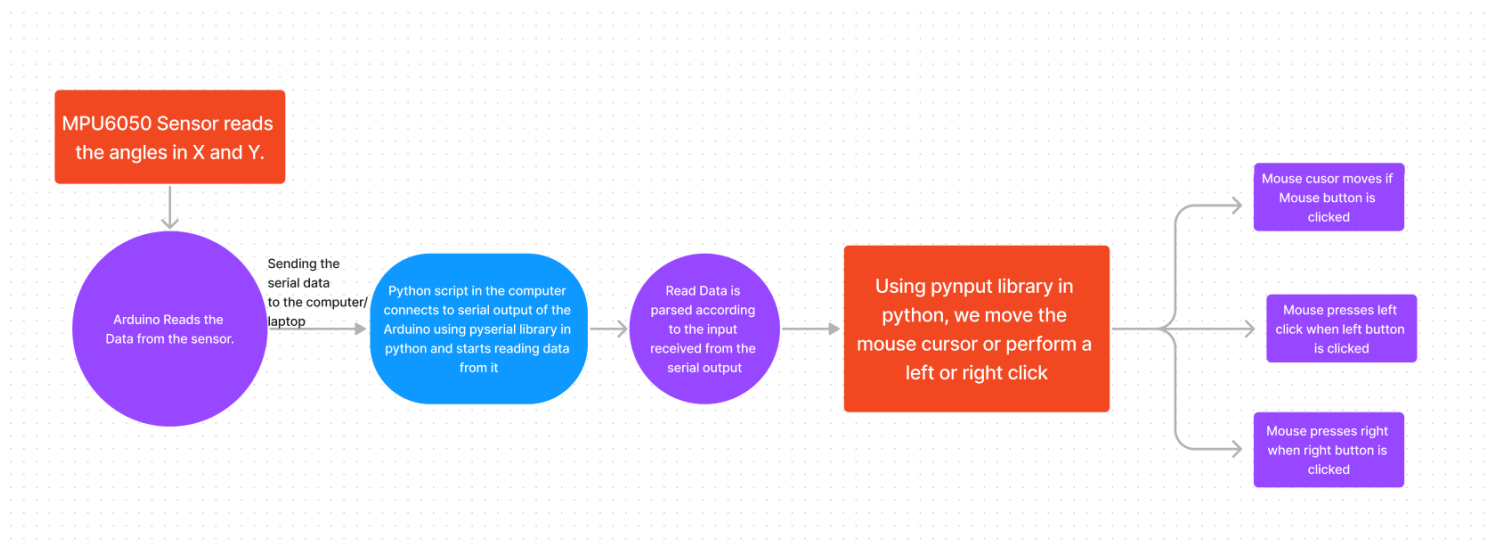 MPU6050 Sensor reads
the angles in X and Y.
Arduino Reads the
Data from the sensor.
Sending the
serial data
to the computer/
laptop
Python script in the computer
connects to serial output of the
Arduino using pyserial library in
python and starts reading data
from it
Read Data is
parsed according
to the input
received from the
serial output
Using pynput library in
python, we move the
mouse cursor or perform a
left or right click
Mouse cusor moves if
Mouse button is
clicked
Mouse presses left
click when left button
is clicked
Mouse presses right
when right button is
clicked